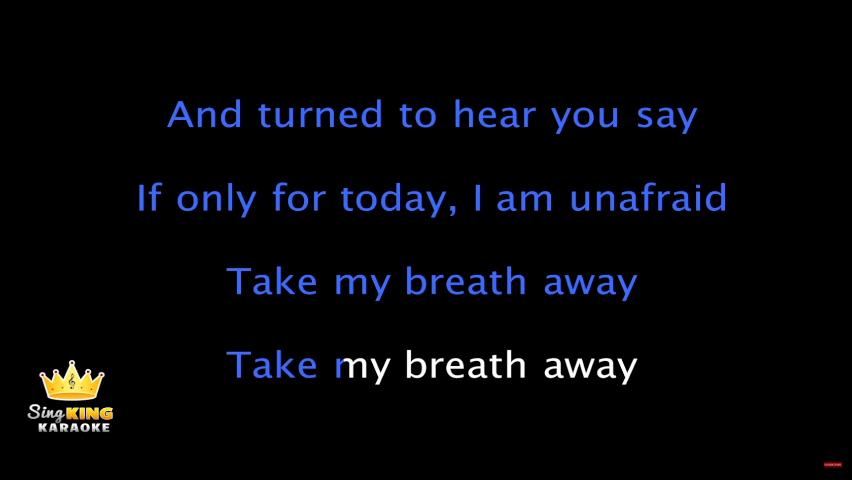 And turned to hear you say
If only for today, I am unafraid
Take my breath away
Take my breath away
Sing KING
KARAOKE